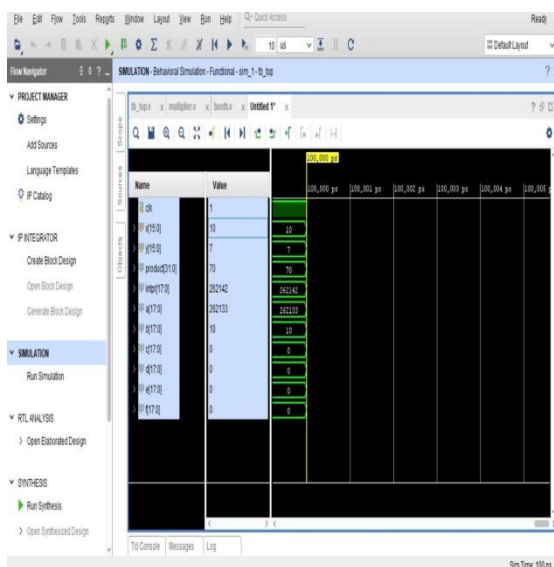 File Edit Flow Tools Reports Window Layout View Run Help Q- Quick Access Ready
10 us Default Layout
Flow Navigator SIMULATION - Behavioral Simulation - Functional - sim_1 - tb_top
PROJECT MANAGER
Settings
Add Sources
Language Templates
IP Catalog
IP INTEGRATOR
Create Block Design
Open Block Design
Generate Block Design
SIMULATION
Run Simulation
RTL ANALYSIS
Open Elaborated Design
SYNTHESIS
Run Synthesis
Open Synthesized Design
Scope
Sources
Objects
tb_top.v x multiplier.v x booth.v x Untitled 1* x
100,000 ps
Name Value 100,000 ps 100,001 ps 100,002 ps 100,003 ps 100,004 ps 100,005 p
clk 1
x[15:0] 10 10
y[15:0] 7 7
product[31:0] 70 70
262142 262142
a[17:0] 262133 262133
b[17:0] 10 10
c[17:0] 0 0
d[17:0] 0 0
e[17:0] 0 0
f[17:0] 0 0
Tcl Console Messages Log
Sim Time: 100 ns